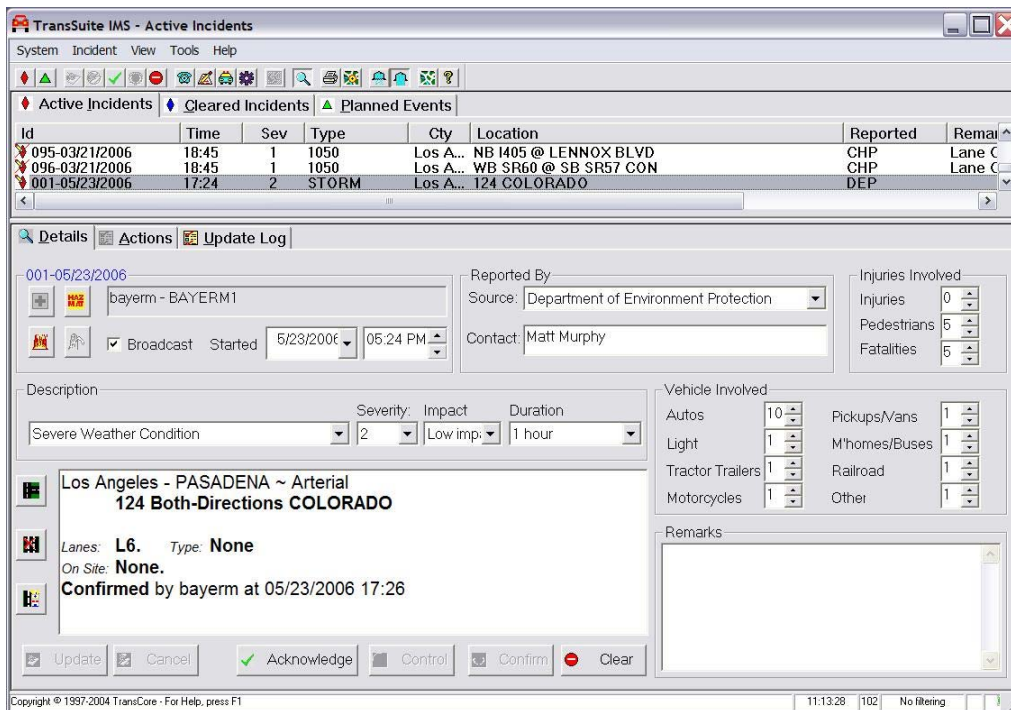 TransSuite IMS - Active Incidents
System Incident View Tools Help
Active Incidents Cleared Incidents Planned Events
Id Time Sev Type Cty Location Reported Remar
095-03/21/2006 18:45 1 1050 Los A... NB I405 @ LENNOX BLVD CHP Lane C
096-03/21/2006 18:45 1 1050 Los A... WB SR60 @ SB SR57 CON CHP Lane C
001-05/23/2006 17:24 2 STORM Los A... 124 COLORADO DEP
Details Actions Update Log
001-05/23/2006 Reported By Injuries Involved
HAZ MAT bayerm - BAYERM1 Source: Department of Environment Protection Injuries 0
Pedestrians 5
Broadcast Started 5/23/2006 05:24 PM Contact: Matt Murphy Fatalities 5
Description Vehicle Involved
Severity: Impact Duration Autos 10 Pickups/Vans 1
Severe Weather Condition 2 Low imp 1 hour Light 1 M'homes/Buses 1
Los Angeles - PASADENA ~ Arterial Tractor Trailers 1 Railroad 1
124 Both-Directions COLORADO Motorcycles 1 Other 1
Remarks
Lanes: L6. Type: None
On Site: None.
Confirmed by bayerm at 05/23/2006 17:26
Update Cancel Acknowledge Control Confirm Clear
Copyright © 1997-2004 TransCore - For Help, press F1 11:13:28 102 No filtering